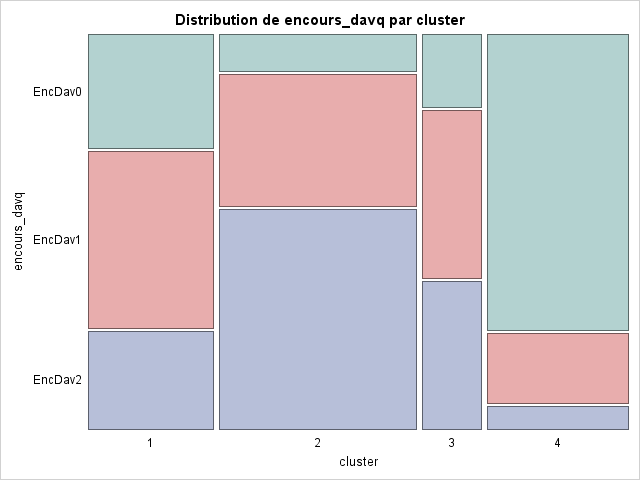 Distribution de encours_davq par cluster
encours_davq
EncDav0
EncDav1
EncDav2
1 2 3 4
cluster